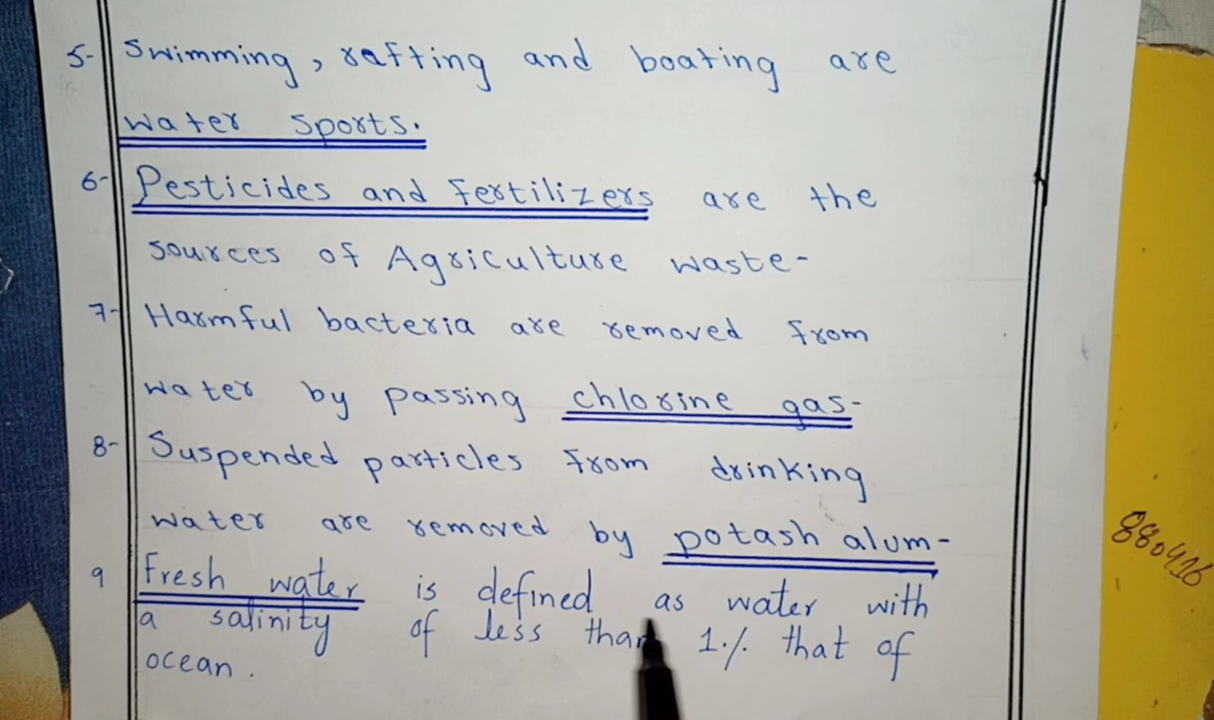 5- Swimming, rafting and boating are
water sports.
6- Pesticides and fertilizers are the
sources of Agriculture waste-
7- Harmful bacteria are removed from
water by passing chlorine gas-
8- Suspended particles from drinking
water are removed by potash alum-
9 Fresh water is defined as water with
a salinity of less than 1% that of
ocean.
880416